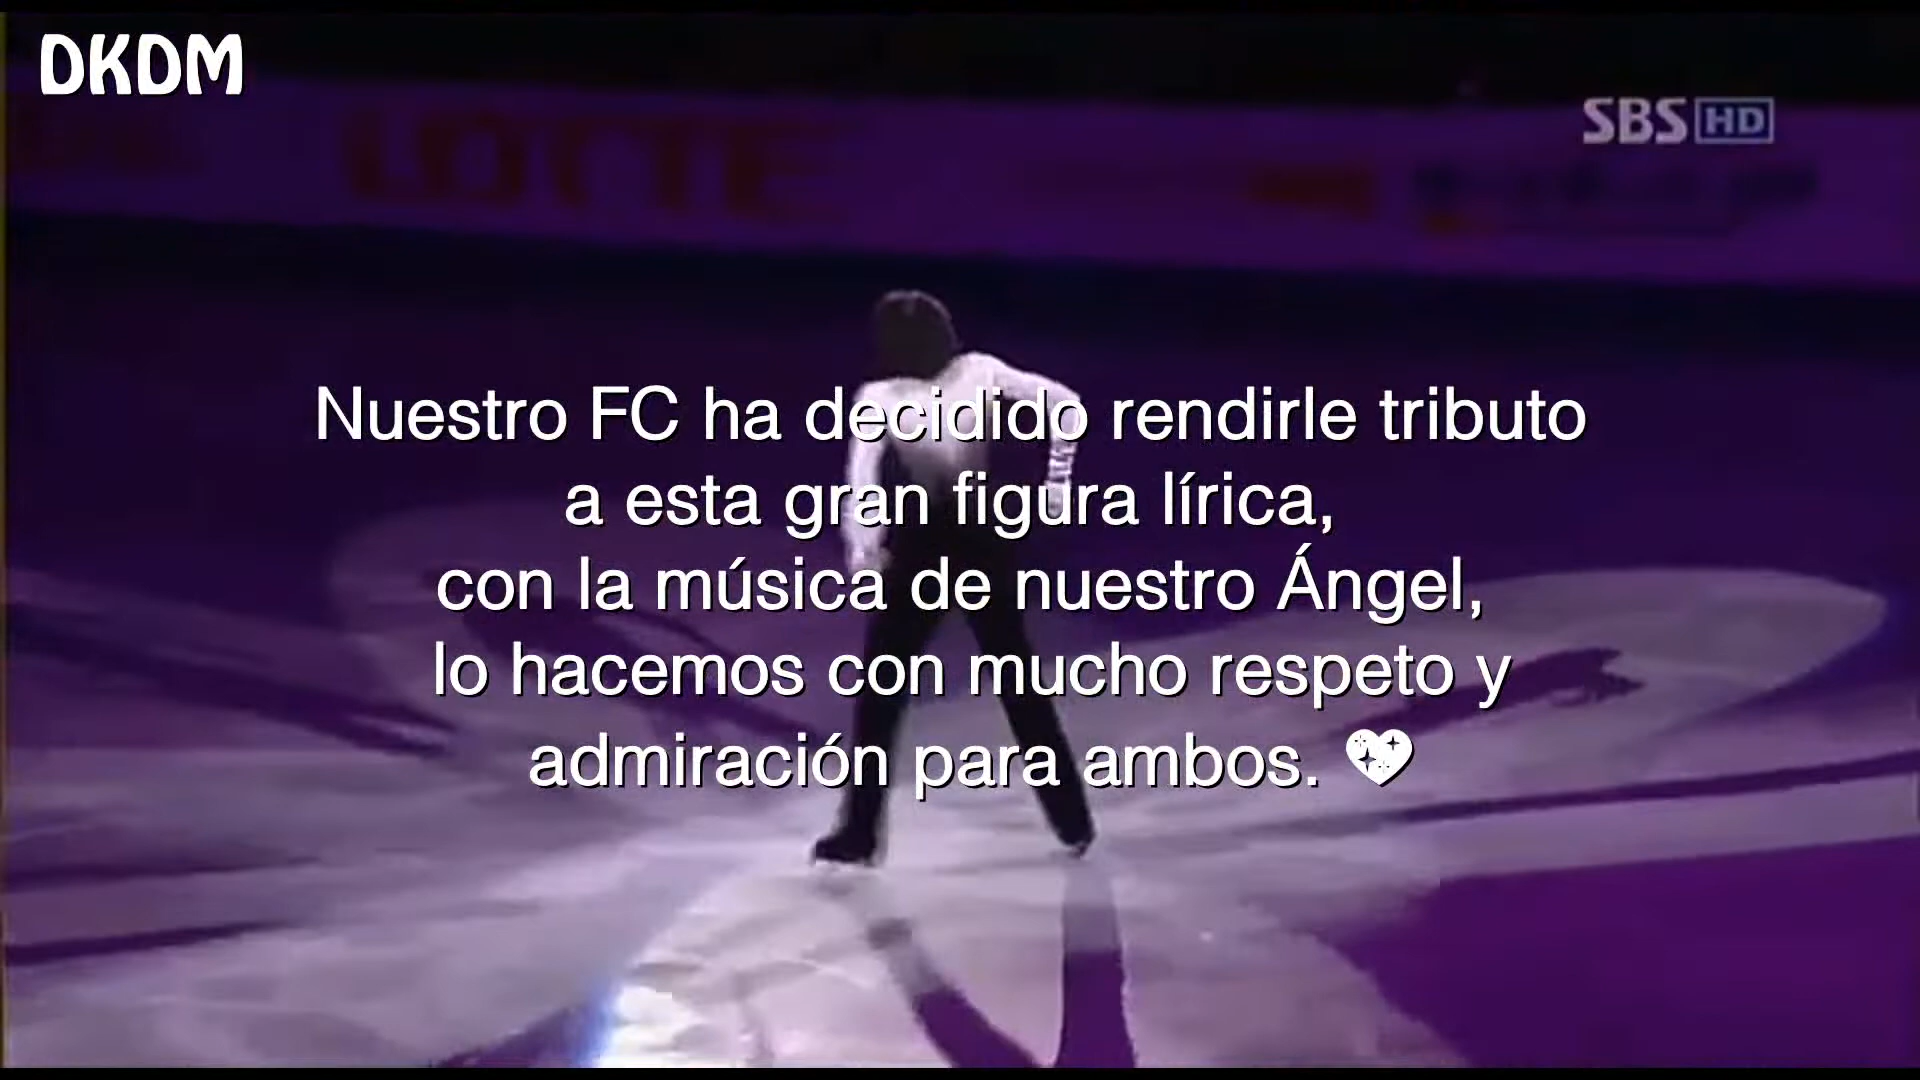 DKDM
SBS HD
LOTTE
Nuestro FC ha decidido rendirle tributo
a esta gran figura lírica,
con la música de nuestro Ángel,
lo hacemos con mucho respeto y
admiración para ambos. 💖